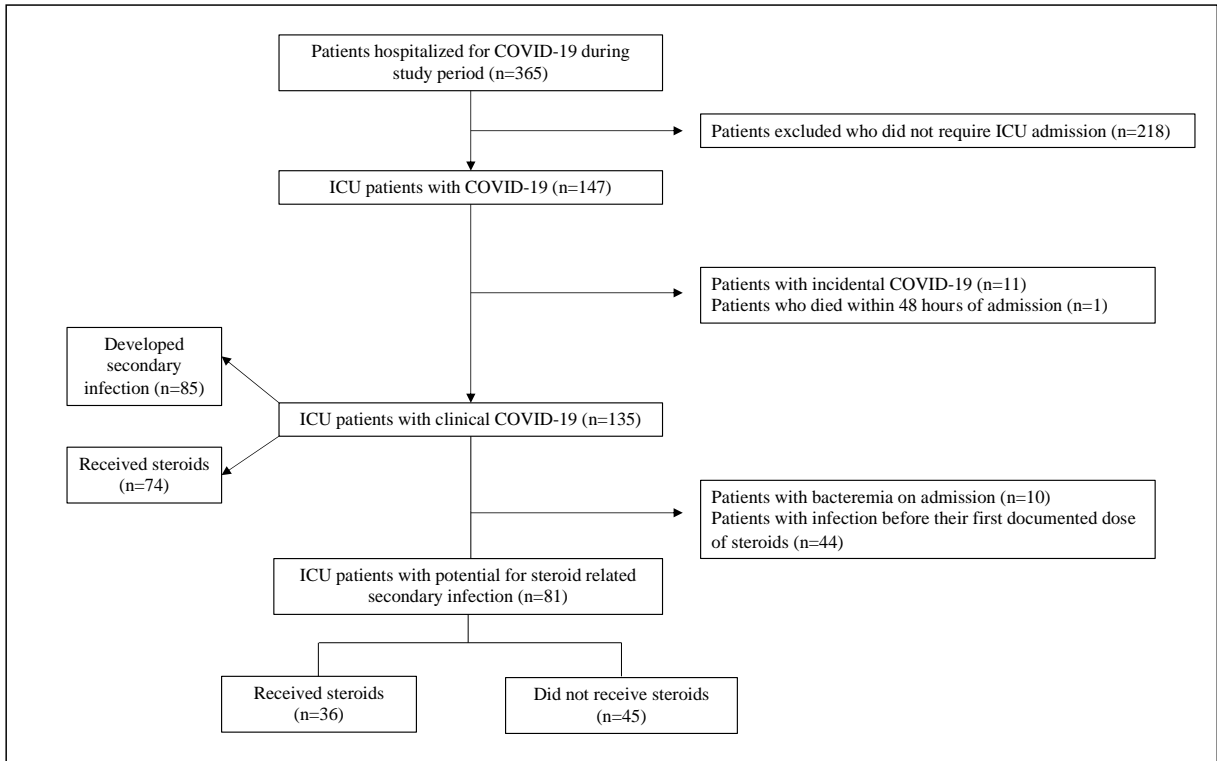 Patients hospitalized for COVID-19 during
study period (n=365)
Patients excluded who did not require ICU admission (n=218)
ICU patients with COVID-19 (n=147)
Patients with incidental COVID-19 (n=11)
Patients who died within 48 hours of admission (n=1)
Developed
secondary
infection (n=85)
ICU patients with clinical COVID-19 (n=135)
Received steroids
(n=74)
Patients with bacteremia on admission (n=10)
Patients with infection before their first documented dose
of steroids (n=44)
ICU patients with potential for steroid related
secondary infection (n=81)
Received steroids
(n=36)
Did not receive steroids
(n=45)